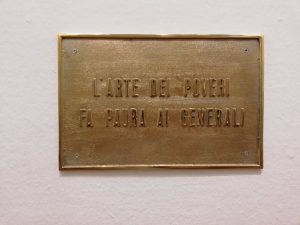 L'ARTE DEI POVERI
FA PAURA AI GENERALI